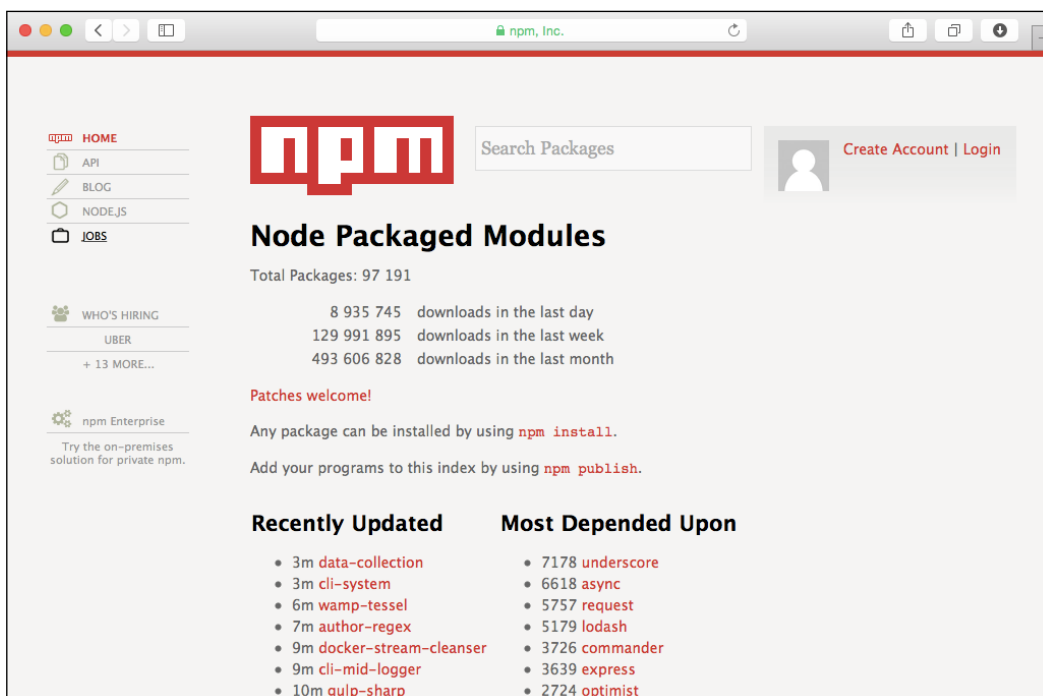 npm, Inc.
npm HOME
API
BLOG
NODE.JS
JOBS
WHO'S HIRING
UBER
+ 13 MORE...
npm Enterprise
Try the on-premises
solution for private npm.
npm
Search Packages
Create Account | Login
Node Packaged Modules
Total Packages: 97 191
8 935 745 downloads in the last day
129 991 895 downloads in the last week
493 606 828 downloads in the last month
Patches welcome!
Any package can be installed by using npm install.
Add your programs to this index by using npm publish.
Recently Updated
3m data-collection
3m cli-system
6m wamp-tessel
7m author-regex
9m docker-stream-cleanser
9m cli-mid-logger
10m gulp-sharp
Most Depended Upon
7178 underscore
6618 async
5757 request
5179 lodash
3726 commander
3639 express
2724 optimist